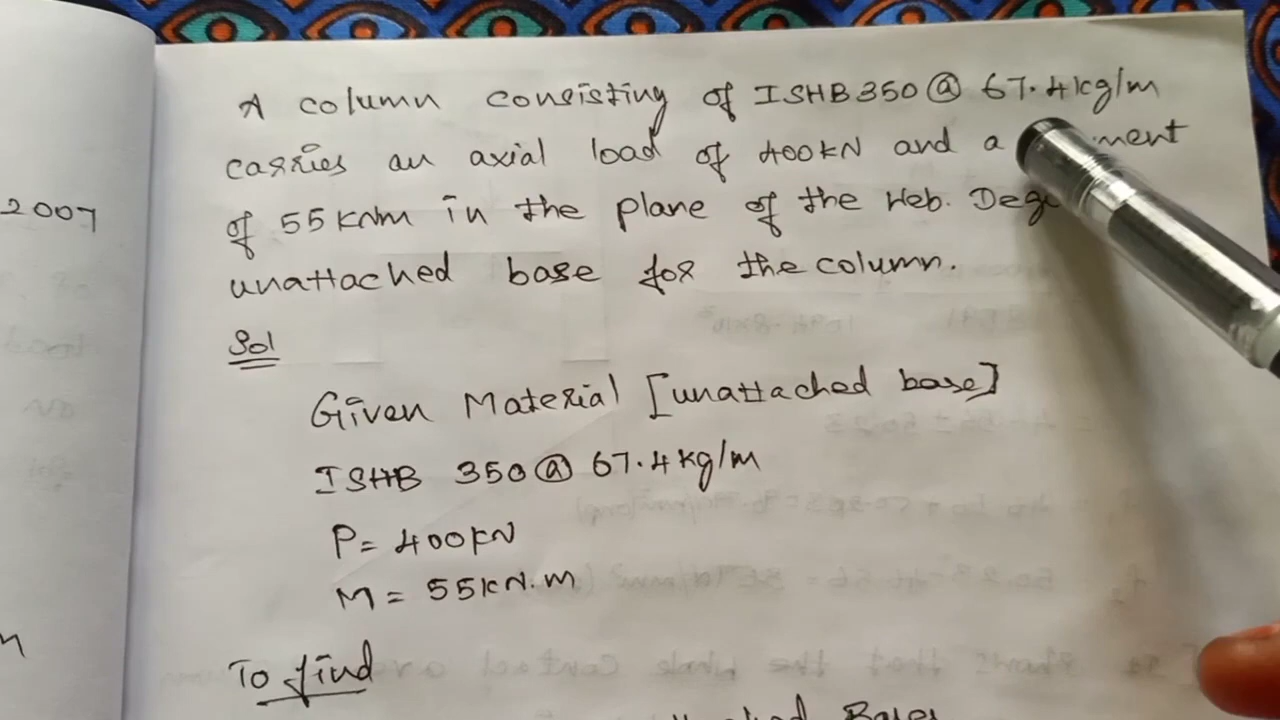 A column consisting of ISHB 350 @ 67.4 kg/m
carries an axial load of 400 kN and a
of 55 kNm in the plane of the Web.
unattached base for the column.
2007
Sol
Given Material [unattached base]
ISHB 350 @ 67.4 kg/m
P = 400 kN
M = 55 kN.m
To find
Bases